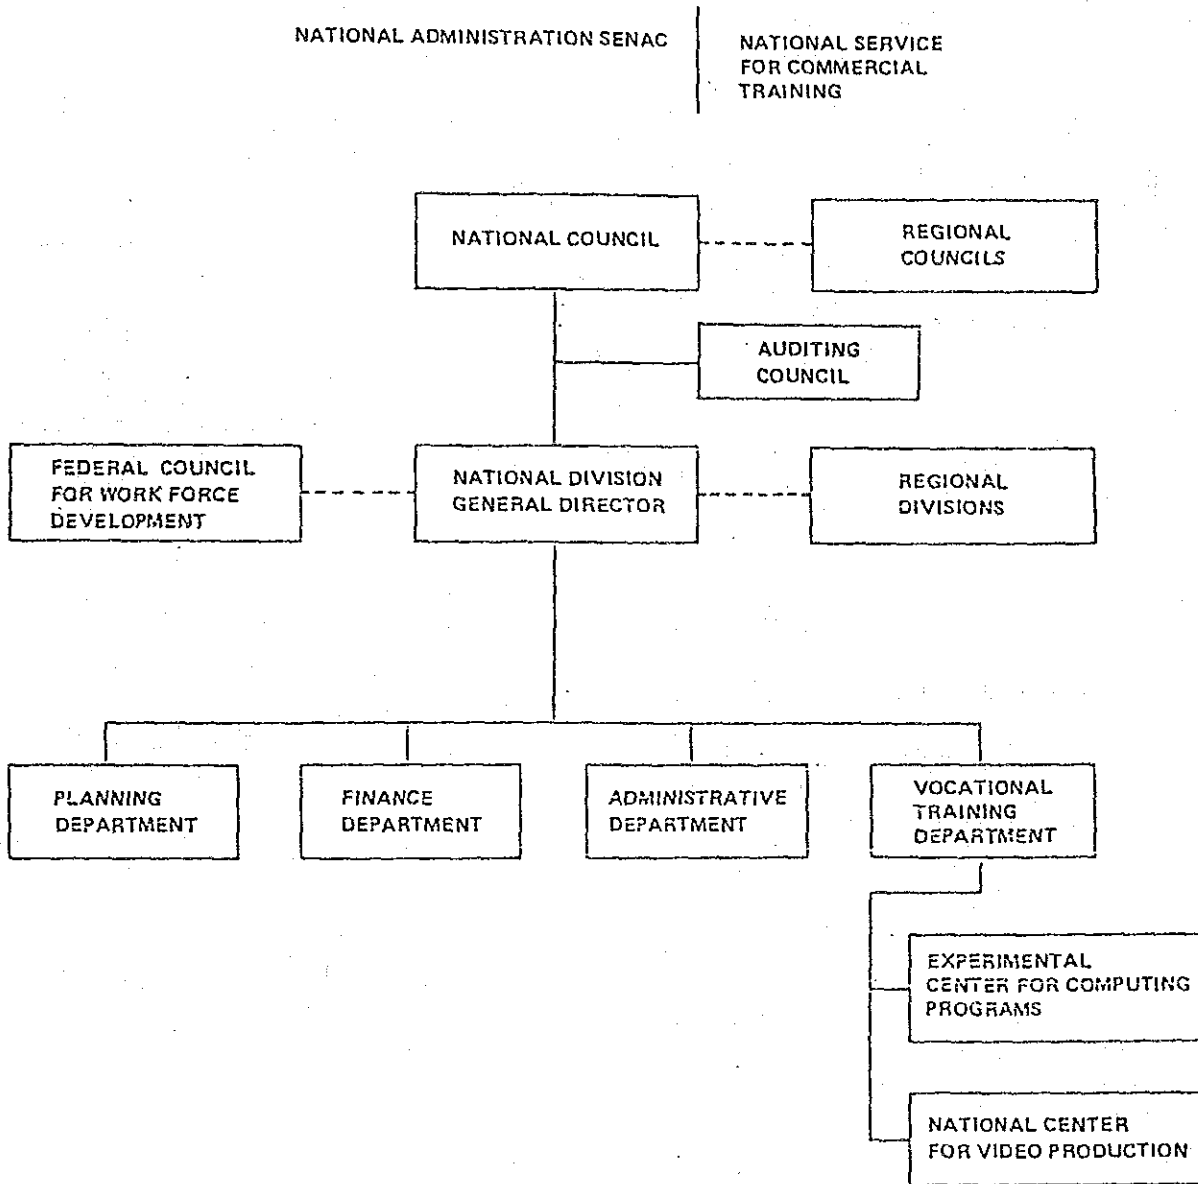 NATIONAL ADMINISTRATION SENAC
NATIONAL SERVICE
FOR COMMERCIAL
TRAINING
NATIONAL COUNCIL
REGIONAL
COUNCILS
AUDITING
COUNCIL
FEDERAL COUNCIL
FOR WORK FORCE
DEVELOPMENT
NATIONAL DIVISION
GENERAL DIRECTOR
REGIONAL
DIVISIONS
PLANNING
DEPARTMENT
FINANCE
DEPARTMENT
ADMINISTRATIVE
DEPARTMENT
VOCATIONAL
TRAINING
DEPARTMENT
EXPERIMENTAL
CENTER FOR COMPUTING
PROGRAMS
NATIONAL CENTER
FOR VIDEO PRODUCTION